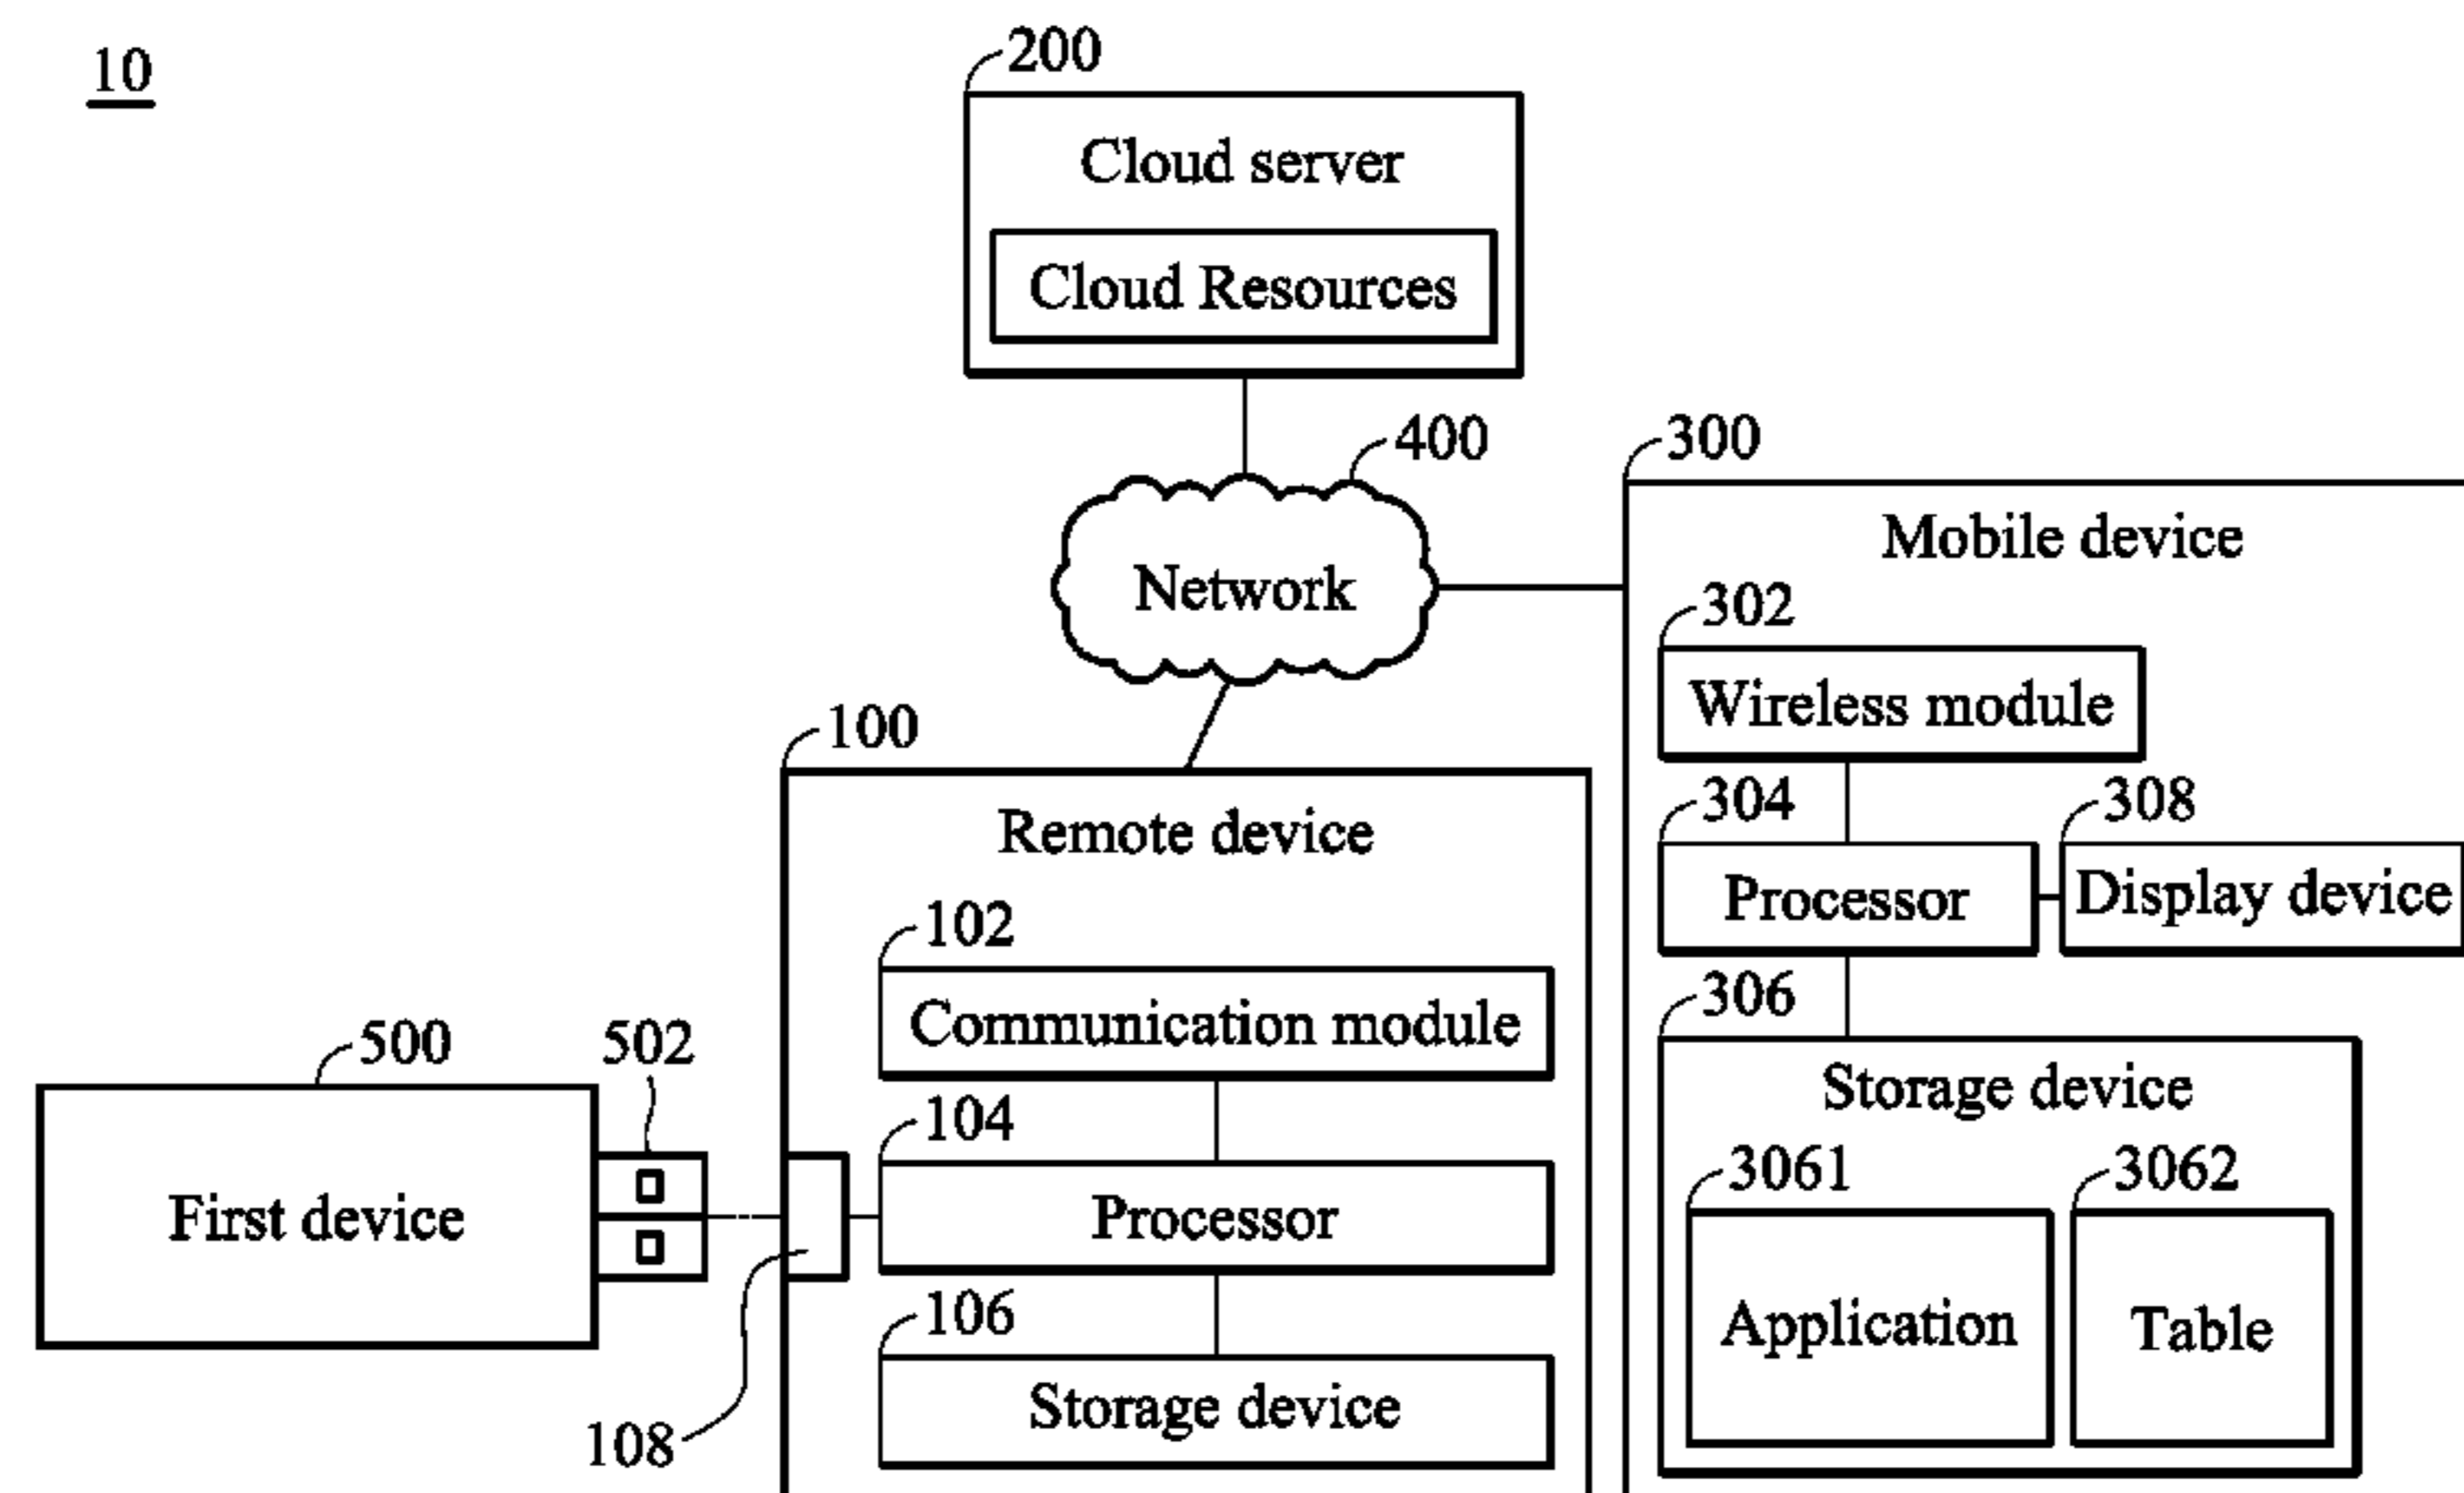 10
200
Cloud server
Cloud Resources
400
Network
300
Mobile device
302
Wireless module
304
Processor
308
Display device
306
Storage device
3061
Application
3062
Table
100
Remote device
102
Communication module
104
Processor
106
Storage device
108
500
First device
502